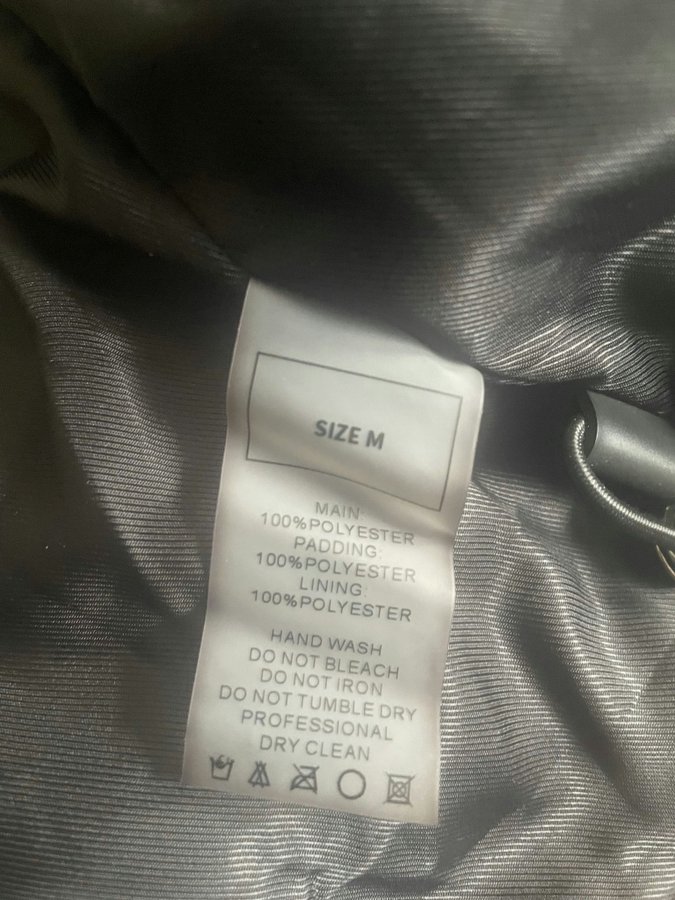 SIZE M
MAIN:
100%POLYESTER
PADDING:
100%POLYESTER
LINING:
100%POLYESTER
HAND WASH
DO NOT BLEACH
DO NOT IRON
DO NOT TUMBLE DRY
PROFESSIONAL
DRY CLEAN